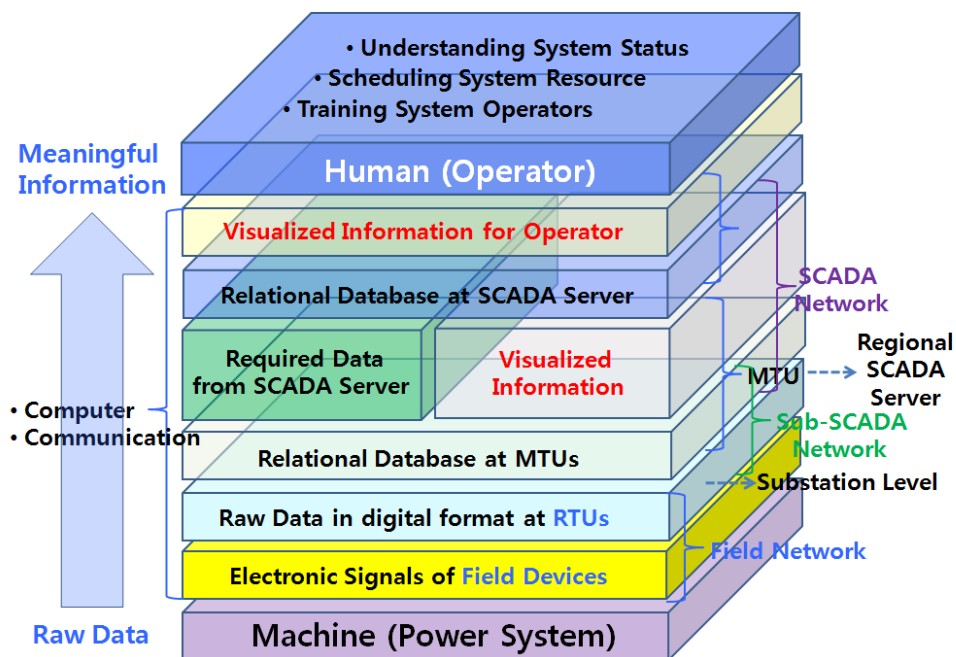 • Understanding System Status
• Scheduling System Resource
• Training System Operators
Meaningful
Information
Human (Operator)
Visualized Information for Operator
Relational Database at SCADA Server
SCADA
Network
Required Data
from SCADA Server
Visualized
Information
MTU
Regional
SCADA
Server
• Computer
• Communication
Sub-SCADA
Network
Relational Database at MTUs
Substation Level
Raw Data in digital format at RTUs
Field Network
Electronic Signals of Field Devices
Raw Data
Machine (Power System)